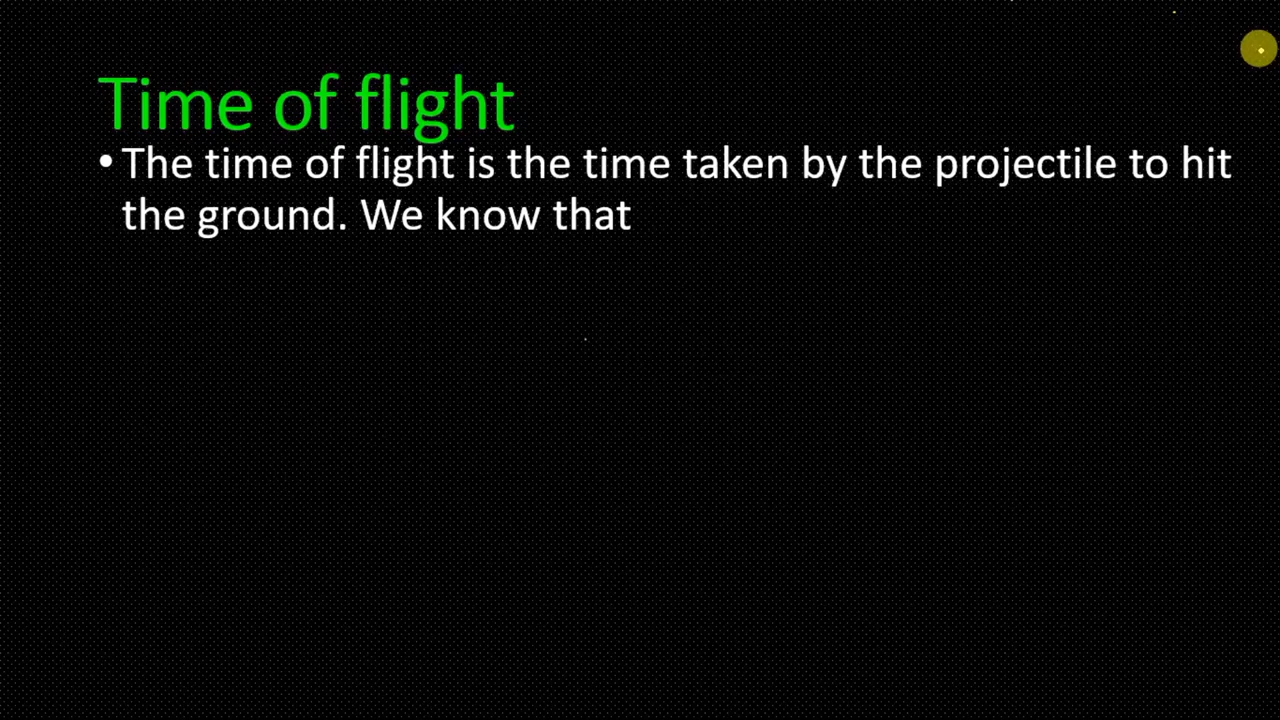 Time of flight
• The time of flight is the time taken by the projectile to hit
the ground. We know that